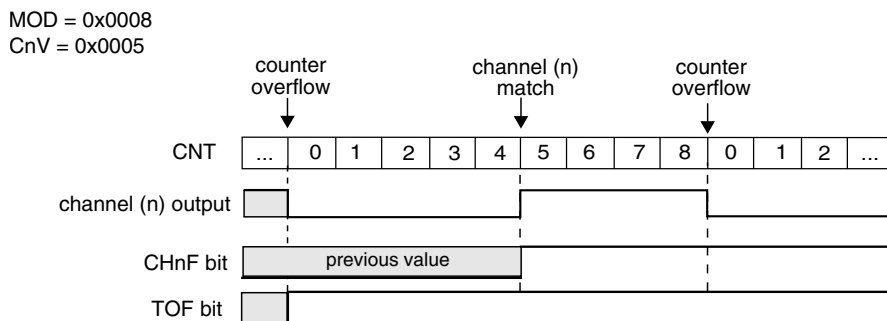 MOD = 0x0008
CnV = 0x0005
counter overflow
channel (n) match
counter overflow
CNT ... 0 1 2 3 4 5 6 7 8 0 1 2 ...
channel (n) output
CHnF bit previous value
TOF bit